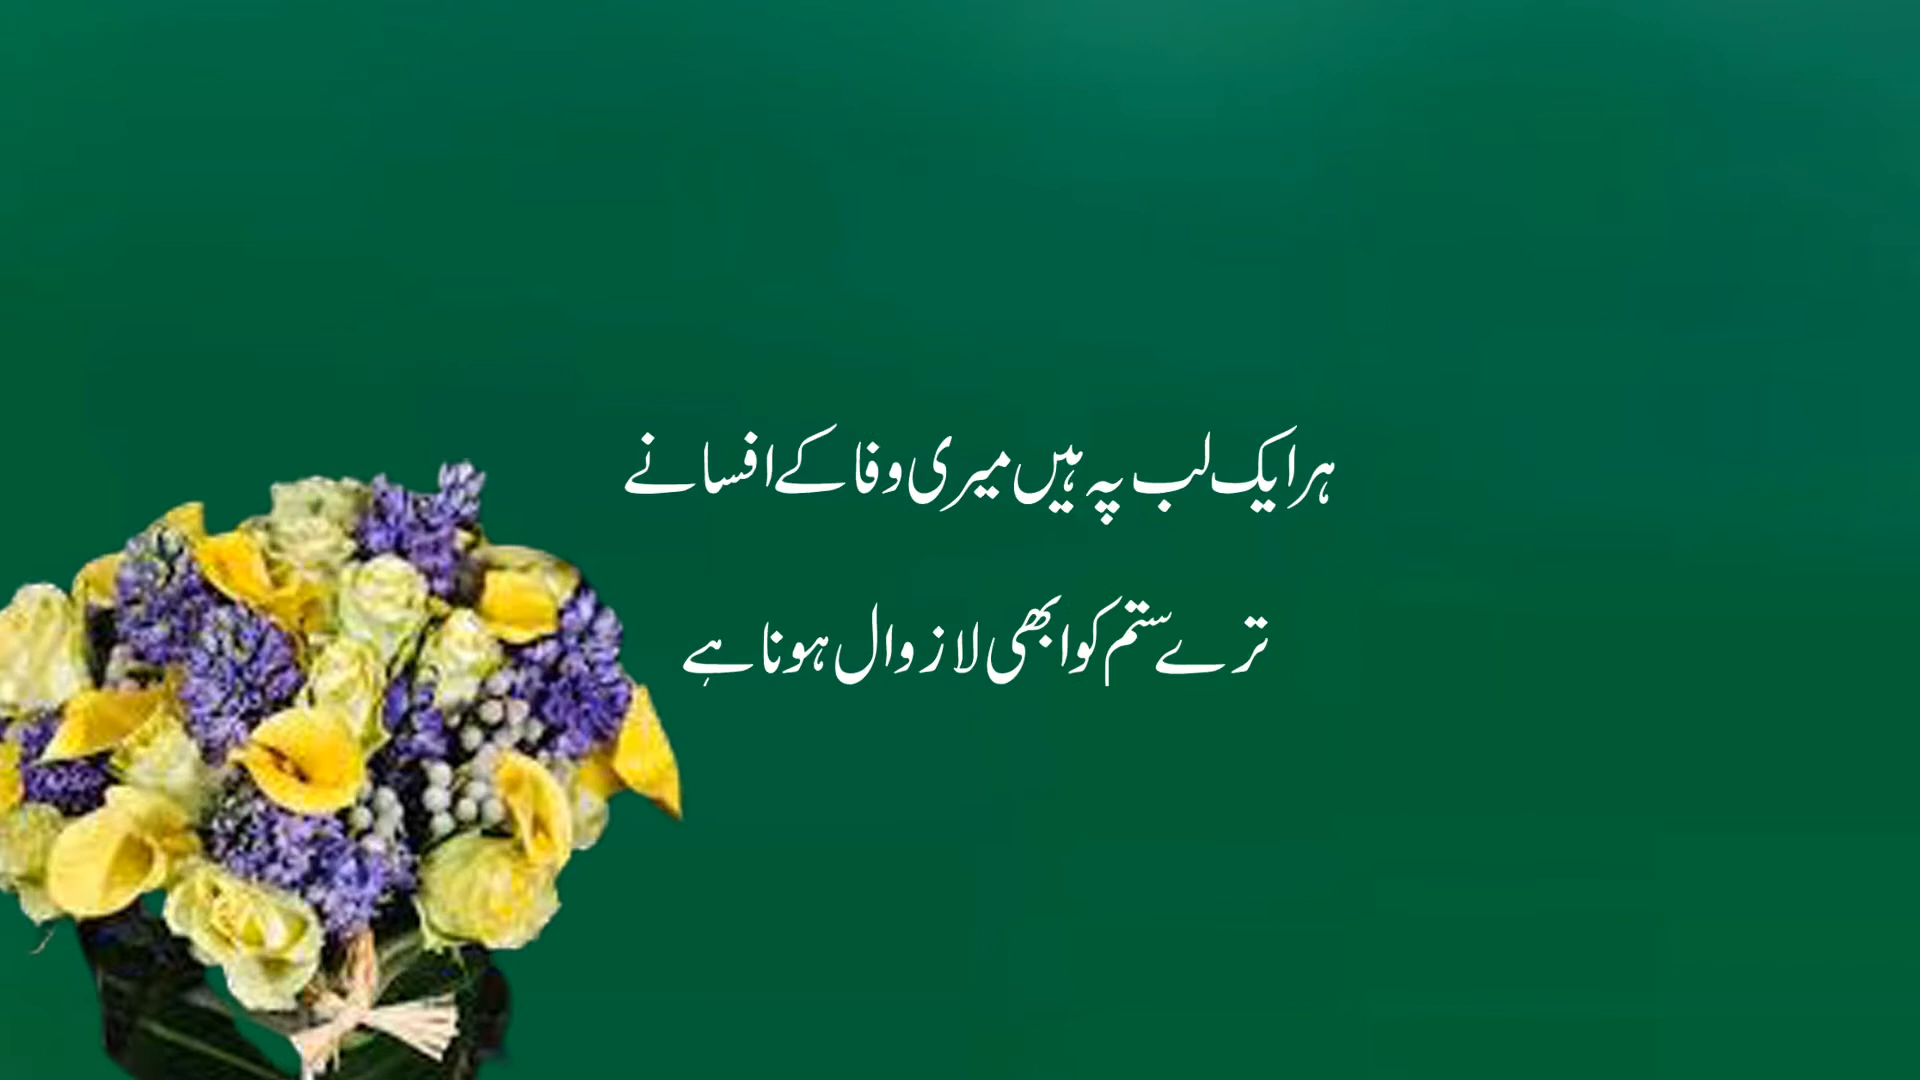 ہر ایک لب پہ ہیں میری وفا کے افسانے
ترے ستم کو ابھی لازوال ہونا ہے